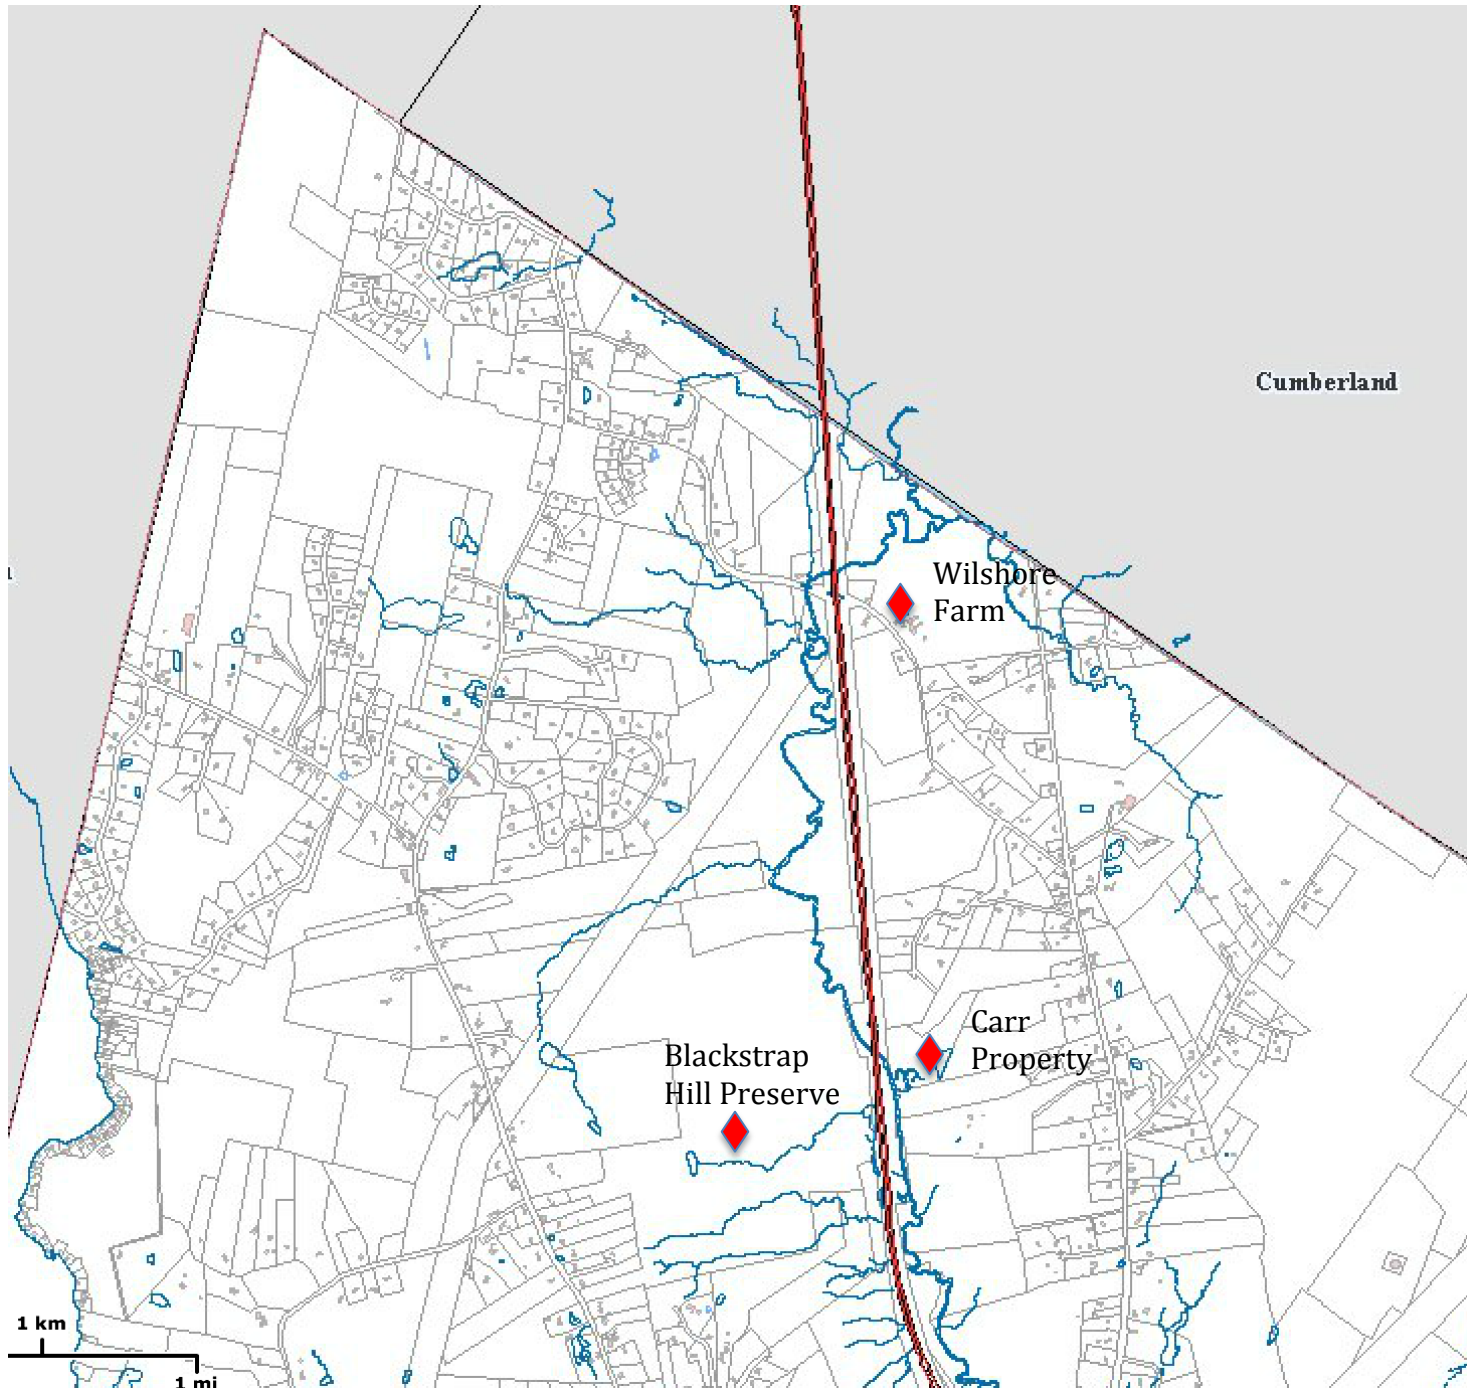 Cumberland
Wilshore
Farm
Carr
Property
Blackstrap
Hill Preserve
1 km
1 mi